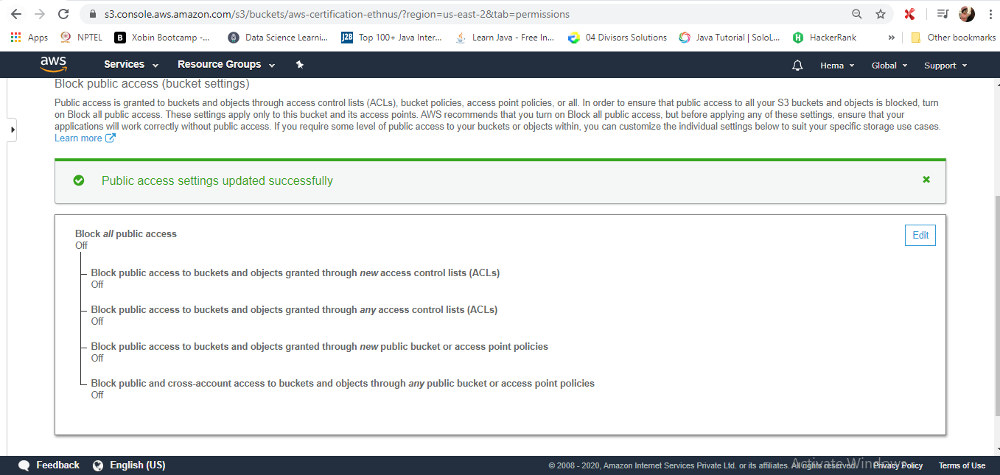 s3.console.aws.amazon.com/s3/buckets/aws-certification-ethnus/?region=us-east-2&tab=permissions
Apps NPTEL B Xobin Bootcamp -... Data Science Learni... J2B Top 100+ Java Inter... Learn Java - Free In... 04 Divisors Solutions Java Tutorial | SoloL... H HackerRank » Other bookmarks
aws Services Resource Groups Hema Global Support
Block public access (bucket settings)
Public access is granted to buckets and objects through access control lists (ACLs), bucket policies, access point policies, or all. In order to ensure that public access to all your S3 buckets and objects is blocked, turn
on Block all public access. These settings apply only to this bucket and its access points. AWS recommends that you turn on Block all public access, but before applying any of these settings, ensure that your
applications will work correctly without public access. If you require some level of public access to your buckets or objects within, you can customize the individual settings below to suit your specific storage use cases.
Learn more
Public access settings updated successfully
Block all public access
Edit
Off
Block public access to buckets and objects granted through new access control lists (ACLs)
Off
Block public access to buckets and objects granted through any access control lists (ACLs)
Off
Block public access to buckets and objects granted through new public bucket or access point policies
Off
Block public and cross-account access to buckets and objects through any public bucket or access point policies
Off
Feedback English (US) © 2008 - 2020, Amazon Internet Services Private Ltd. or its affiliates. All rights reserved. Privacy Policy Terms of Use
Activate Windows